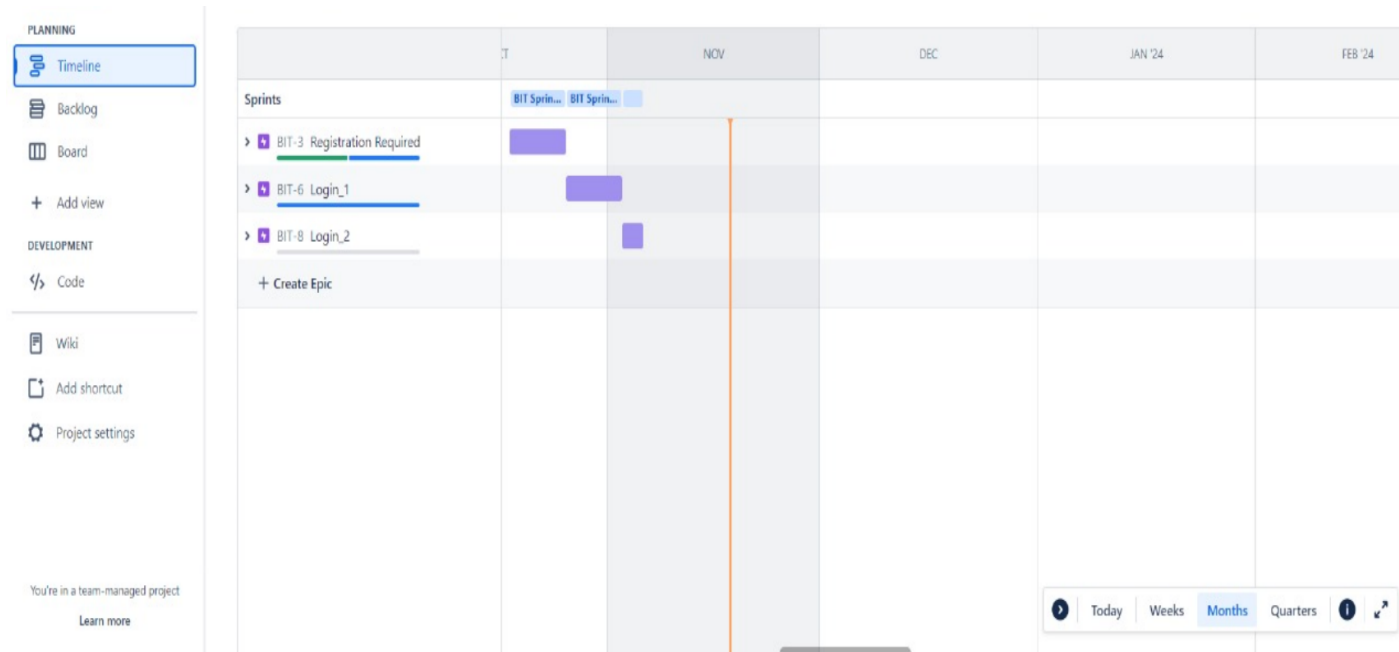 PLANNING
Timeline
Backlog
Board
+ Add view
DEVELOPMENT
Code
Wiki
Add shortcut
Project settings
You're in a team-managed project
Learn more
CT NOV DEC JAN '24 FEB '24
Sprints BIT Sprin... BIT Sprin...
BIT-3 Registration Required
BIT-6 Login_1
BIT-8 Login_2
+ Create Epic
Today Weeks Months Quarters